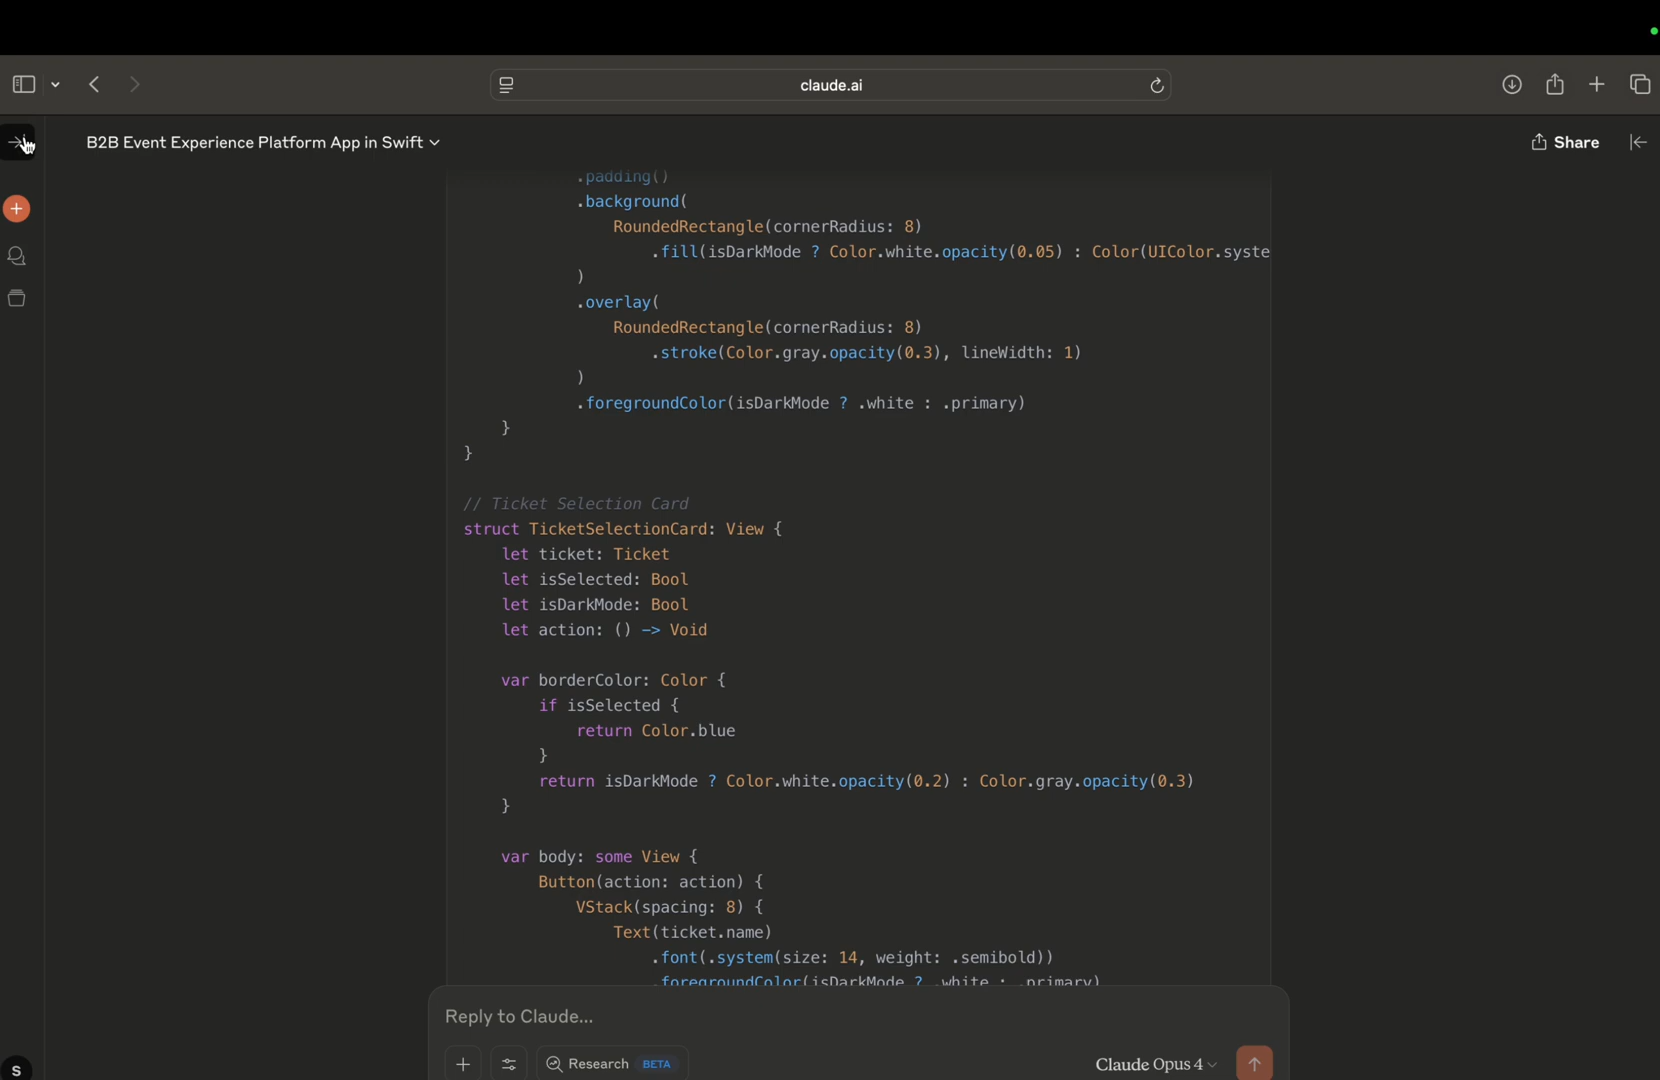 claude.ai
B2B Event Experience Platform App in Swift
Share
.padding()
.background(
RoundedRectangle(cornerRadius: 8)
.fill(isDarkMode ? Color.white.opacity(0.05) : Color(UIColor.syste
)
.overlay(
RoundedRectangle(cornerRadius: 8)
.stroke(Color.gray.opacity(0.3), lineWidth: 1)
)
.foregroundColor(isDarkMode ? .white : .primary)
}
}
// Ticket Selection Card
struct TicketSelectionCard: View {
let ticket: Ticket
let isSelected: Bool
let isDarkMode: Bool
let action: () -> Void
var borderColor: Color {
if isSelected {
return Color.blue
}
return isDarkMode ? Color.white.opacity(0.2) : Color.gray.opacity(0.3)
}
var body: some View {
Button(action: action) {
VStack(spacing: 8) {
Text(ticket.name)
.font(.system(size: 14, weight: .semibold))
.foregroundColor(isDarkMode ? .white : .primary)
Reply to Claude...
Research BETA
Claude Opus 4
S